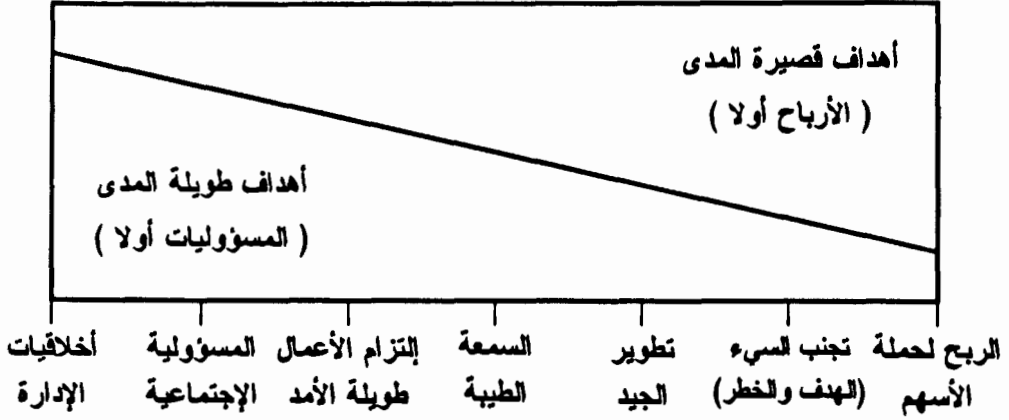 أهداف قصيرة المدى
( الأرباح أولا )
أهداف طويلة المدى
( المسؤوليات أولا )
الربح لحملة
الأسهم
تجنب السيء
(الهدف والخطر)
تطوير
الجيد
السمعة
الطيبة
إلتزام الأعمال
طويلة الأمد
المسؤولية
الإجتماعية
أخلاقيات
الإدارة